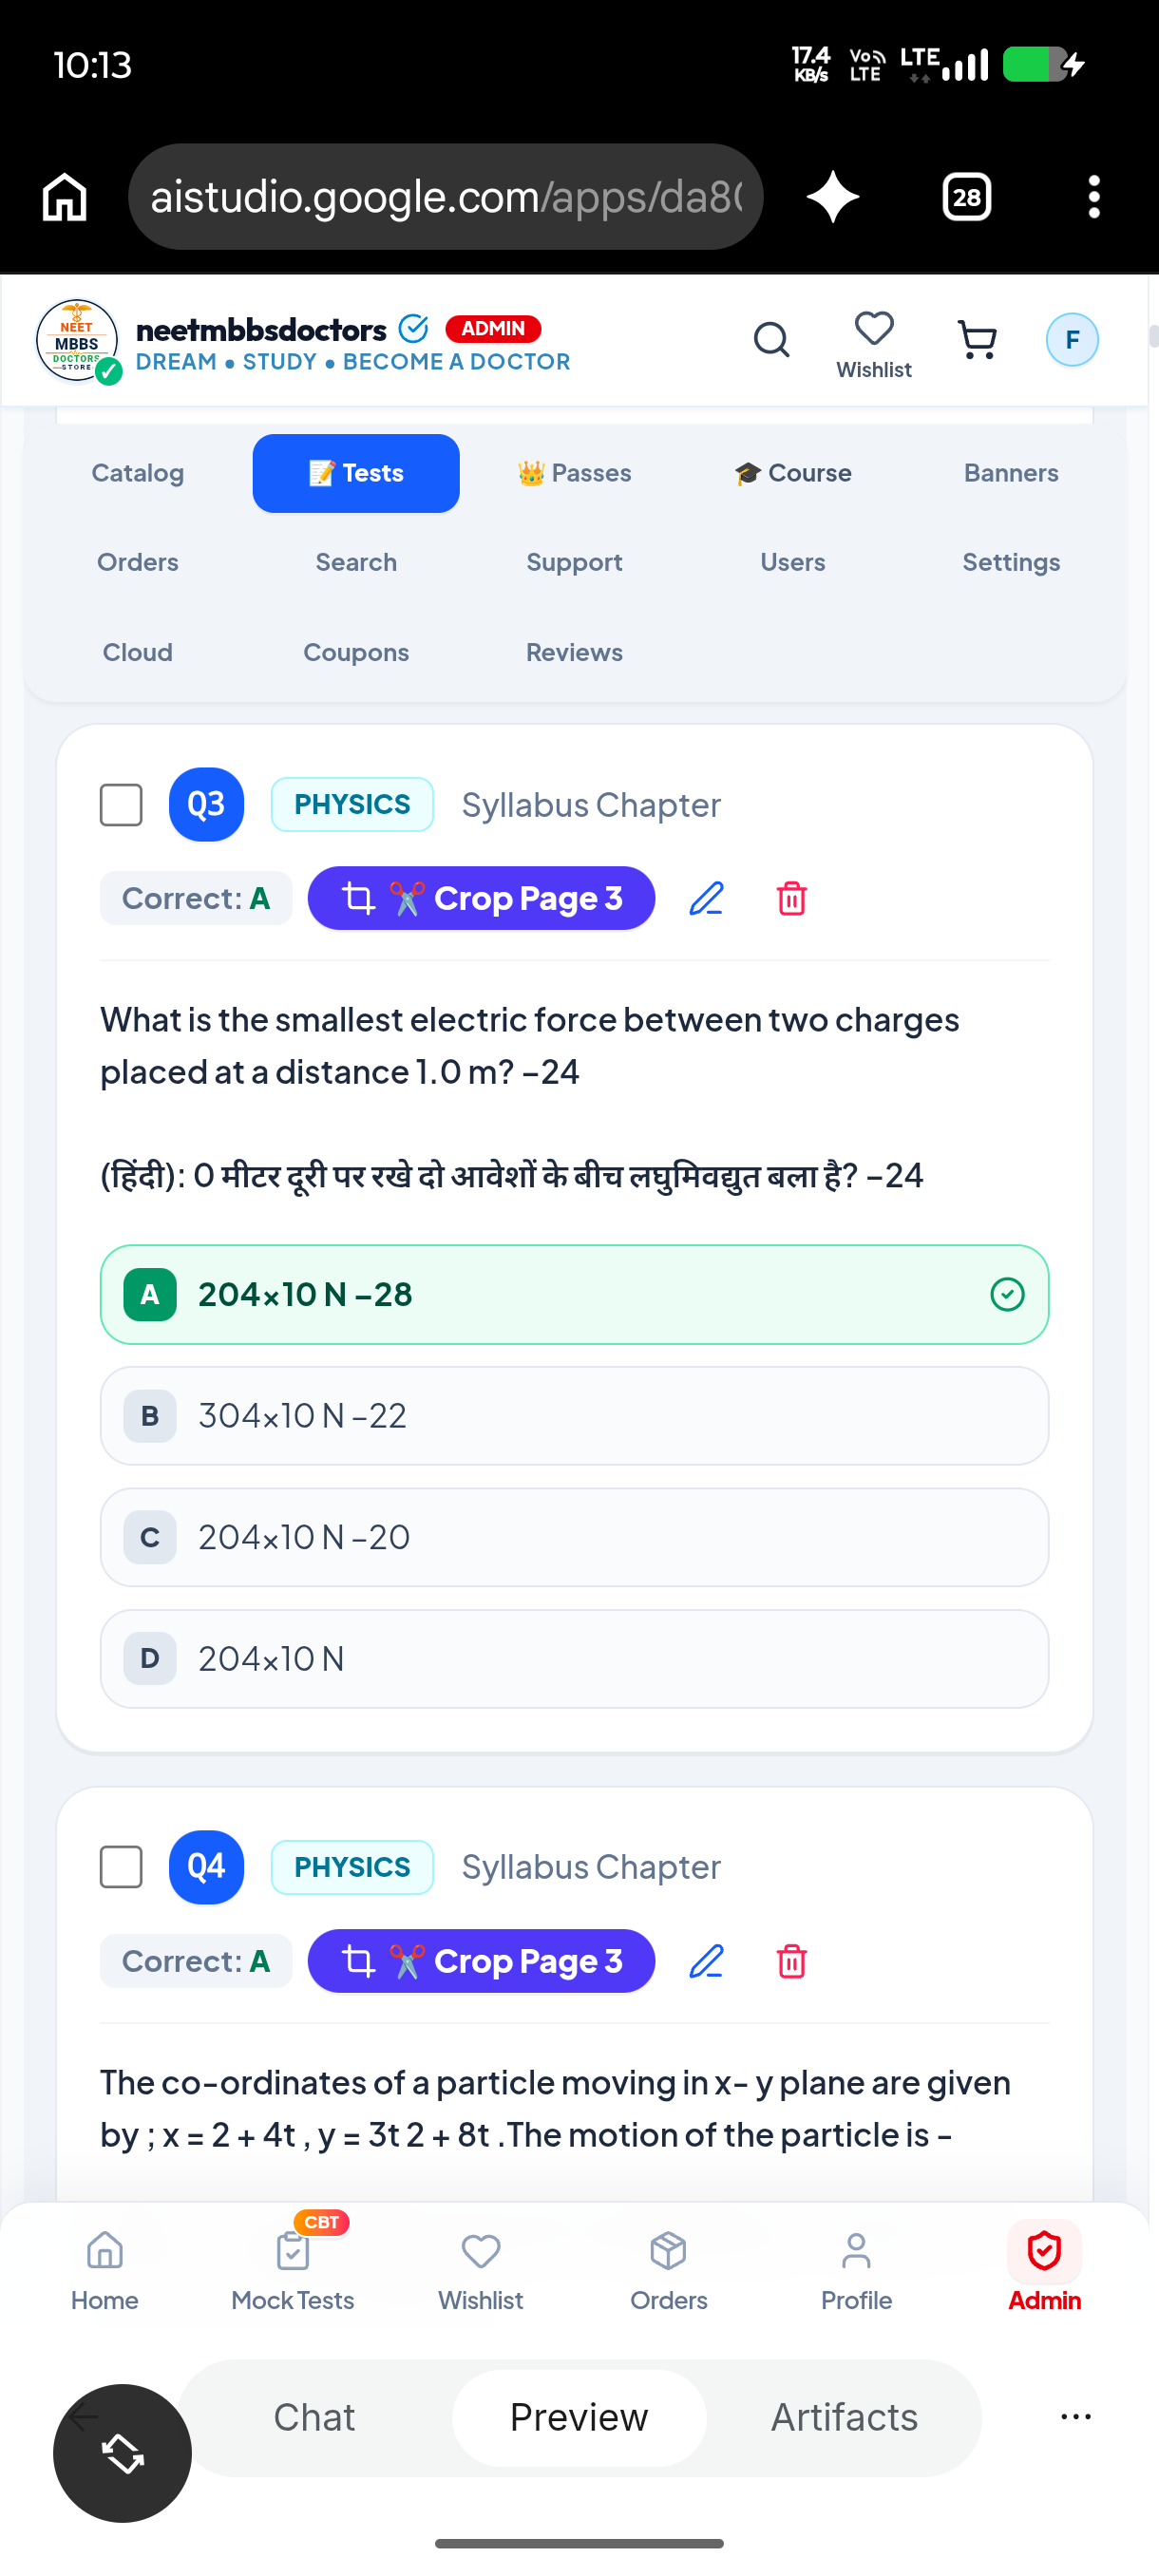 10:13
17.4 KB/s Vo LTE LTE
aistudio.google.com/apps/da8
28
NEET
MBBS
DOCTORS
STORE
neetmbbsdoctors ADMIN
DREAM • STUDY • BECOME A DOCTOR
Wishlist
F
Catalog 📝 Tests 👑 Passes 🎓 Course Banners
Orders Search Support Users Settings
Cloud Coupons Reviews
Q3 PHYSICS Syllabus Chapter
Correct: A ✂️ Crop Page 3
What is the smallest electric force between two charges
placed at a distance 1.0 m? −24
(हिंदी): 0 मीटर दूरी पर रखे दो आवेशों के बीच लघुमिवद्युत बला है? −24
A 204×10 N −28
B 304×10 N −22
C 204×10 N −20
D 204×10 N
Q4 PHYSICS Syllabus Chapter
Correct: A ✂️ Crop Page 3
The co-ordinates of a particle moving in x- y plane are given
by ; x = 2 + 4t , y = 3t 2 + 8t .The motion of the particle is -
CBT
Home Mock Tests Wishlist Orders Profile Admin
Chat Preview Artifacts